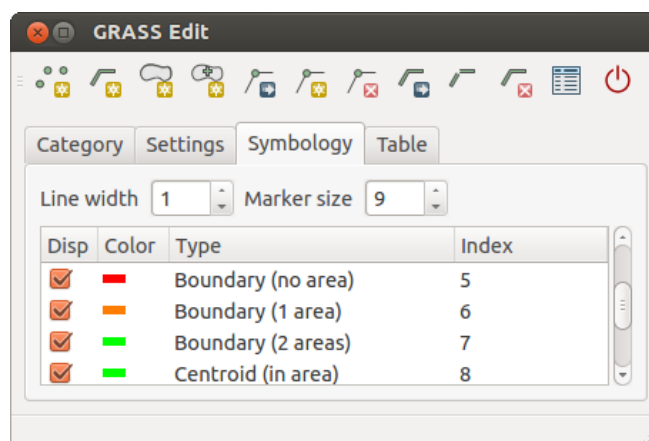 GRASS Edit
Category Settings Symbology Table
Line width 1 Marker size 9
Disp Color Type Index
Boundary (no area) 5
Boundary (1 area) 6
Boundary (2 areas) 7
Centroid (in area) 8